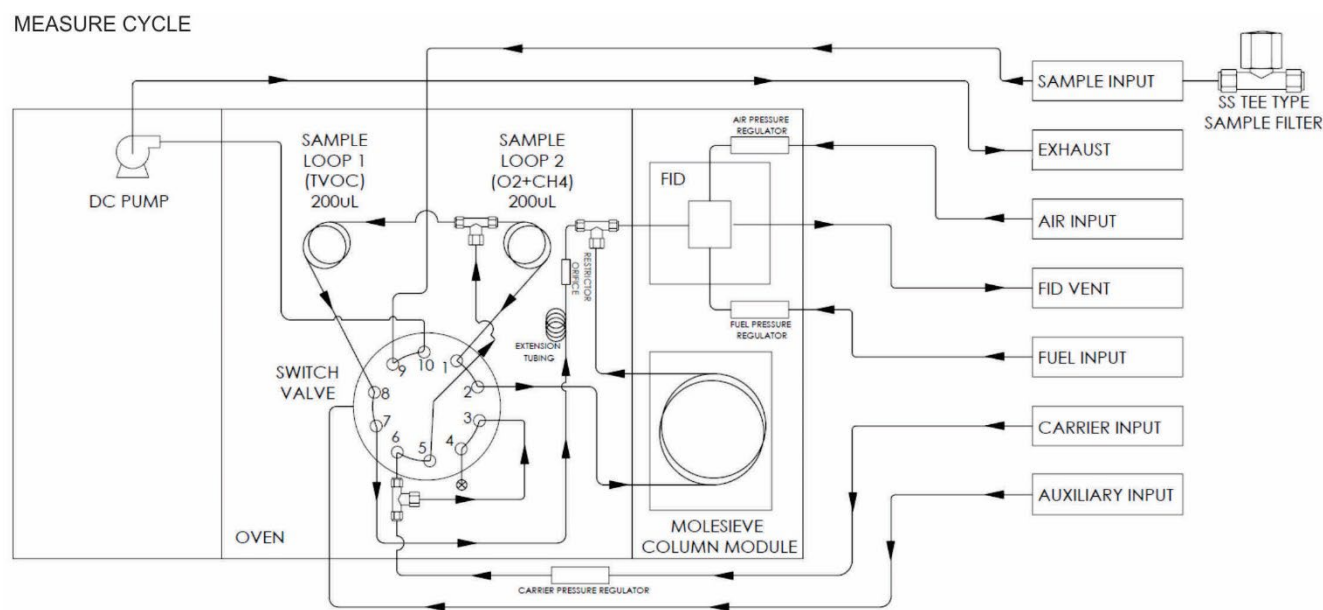 MEASURE CYCLE
SAMPLE INPUT
SS TEE TYPE
SAMPLE FILTER
EXHAUST
AIR INPUT
FID VENT
FUEL INPUT
CARRIER INPUT
AUXILIARY INPUT
DC PUMP
SAMPLE
LOOP 1
(TVOC)
200uL
SAMPLE
LOOP 2
(O2+CH4)
200uL
AIR PRESSURE
REGULATOR
FID
RESTRICTOR
ORIFICE
EXTENSION
TUBING
FUEL PRESSURE
REGULATOR
SWITCH
VALVE
1
2
3
4
5
6
7
8
9
10
OVEN
MOLESIEVE
COLUMN MODULE
CARRIER PRESSURE REGULATOR